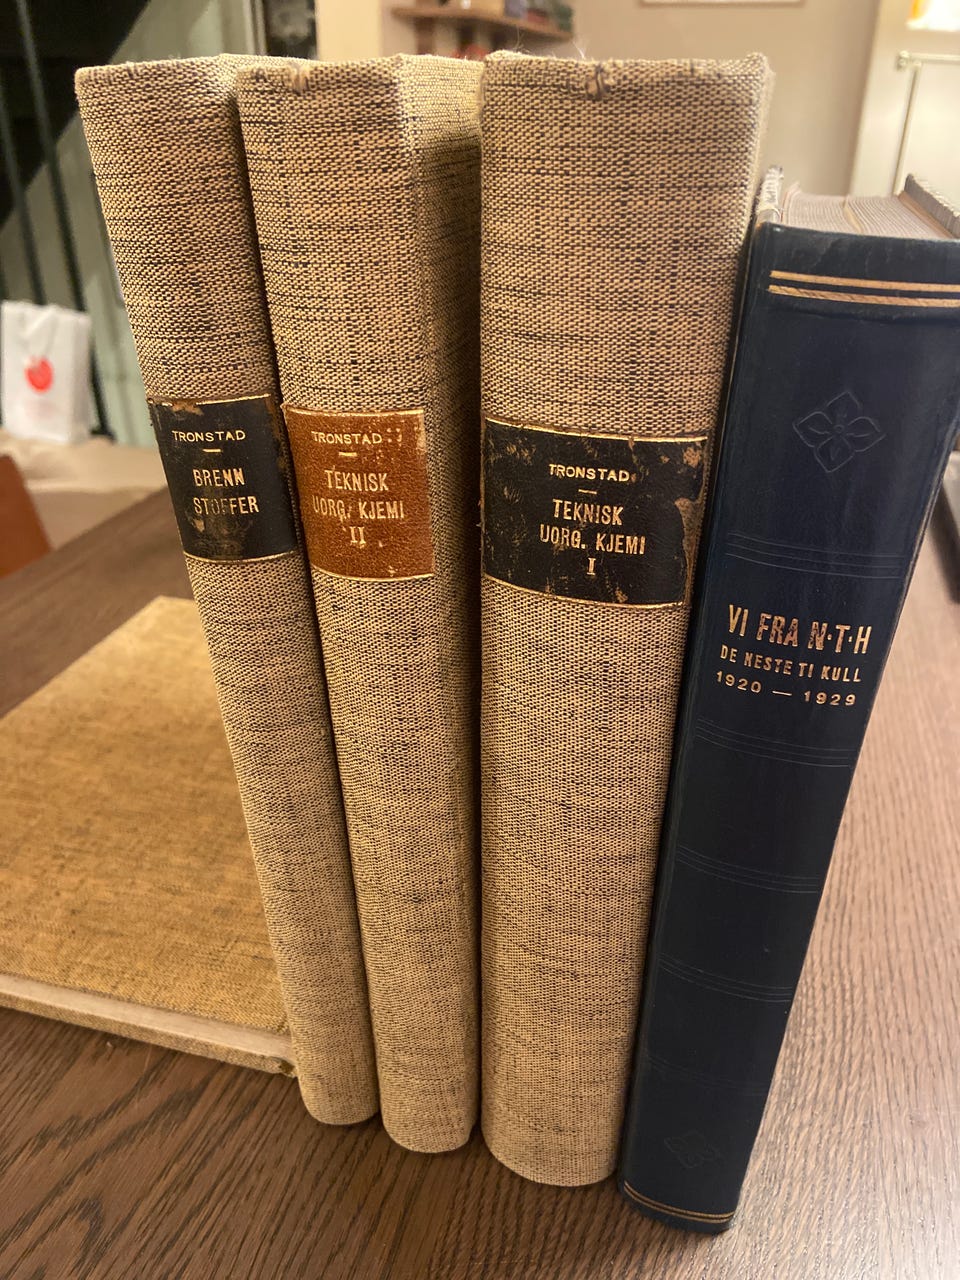 TRONSTAD
BRENN
STOFFER
TRONSTAD
TEKNISK
UORG. KJEMI
II
TRONSTAD
TEKNISK
UORG. KJEMI
I
VI FRA N·T·H
DE NESTE TI KULL
1920 — 1929